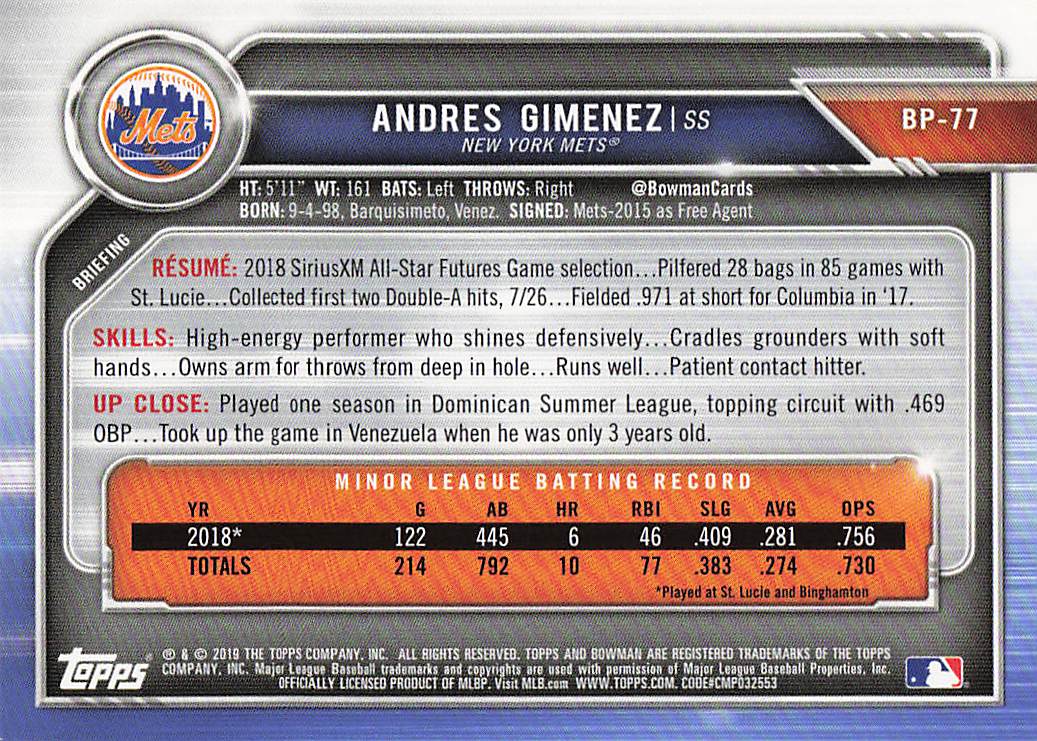 Mets
ANDRES GIMENEZ | SS
NEW YORK METS®
BP-77
HT: 5'11" WT: 161 BATS: Left THROWS: Right @BowmanCards
BORN: 9-4-98, Barquisimeto, Venez. SIGNED: Mets-2015 as Free Agent
BRIEFING
RÉSUMÉ: 2018 SiriusXM All-Star Futures Game selection...Pilfered 28 bags in 85 games with
St. Lucie...Collected first two Double-A hits, 7/26...Fielded .971 at short for Columbia in '17.
SKILLS: High-energy performer who shines defensively...Cradles grounders with soft
hands...Owns arm for throws from deep in hole...Runs well...Patient contact hitter.
UP CLOSE: Played one season in Dominican Summer League, topping circuit with .469
OBP...Took up the game in Venezuela when he was only 3 years old.
MINOR LEAGUE BATTING RECORD
YR G AB HR RBI SLG AVG OPS
2018* 122 445 6 46 .409 .281 .756
TOTALS 214 792 10 77 .383 .274 .730
*Played at St. Lucie and Binghamton
Topps®
® & © 2019 THE TOPPS COMPANY, INC. ALL RIGHTS RESERVED. TOPPS AND BOWMAN ARE REGISTERED TRADEMARKS OF THE TOPPS
COMPANY, INC. Major League Baseball trademarks and copyrights are used with permission of Major League Baseball Properties, Inc.
OFFICIALLY LICENSED PRODUCT OF MLBP. Visit MLB.com WWW.TOPPS.COM. CODE#CMP032553